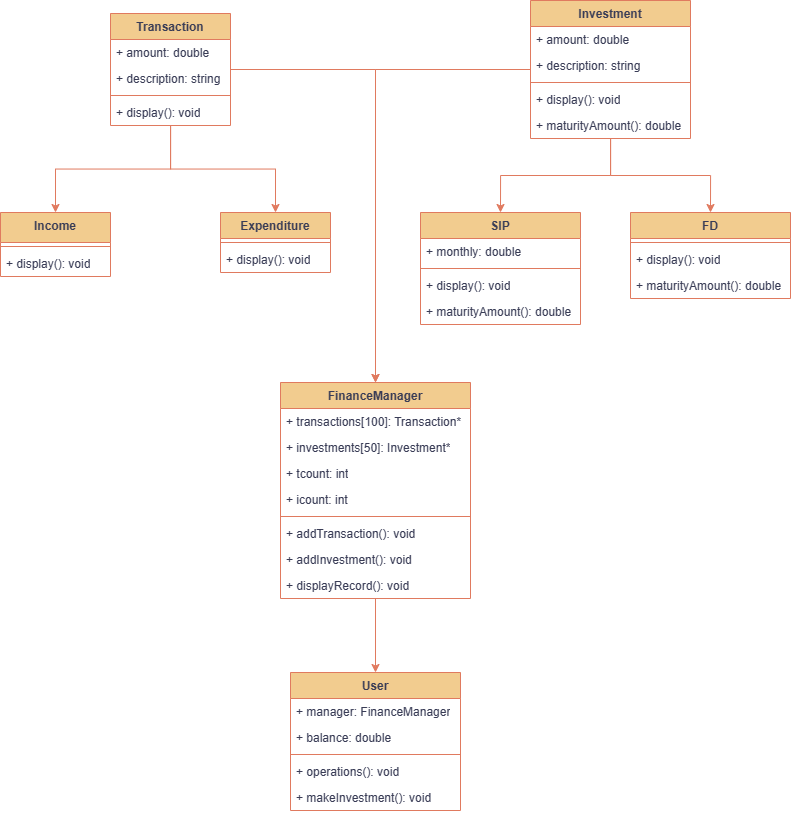 Transaction
+ amount: double
+ description: string
+ display(): void
Investment
+ amount: double
+ description: string
+ display(): void
+ maturityAmount(): double
Income
+ display(): void
Expenditure
+ display(): void
SIP
+ monthly: double
+ display(): void
+ maturityAmount(): double
FD
+ display(): void
+ maturityAmount(): double
FinanceManager
+ transactions[100]: Transaction*
+ investments[50]: Investment*
+ tcount: int
+ icount: int
+ addTransaction(): void
+ addInvestment(): void
+ displayRecord(): void
User
+ manager: FinanceManager
+ balance: double
+ operations(): void
+ makeInvestment(): void